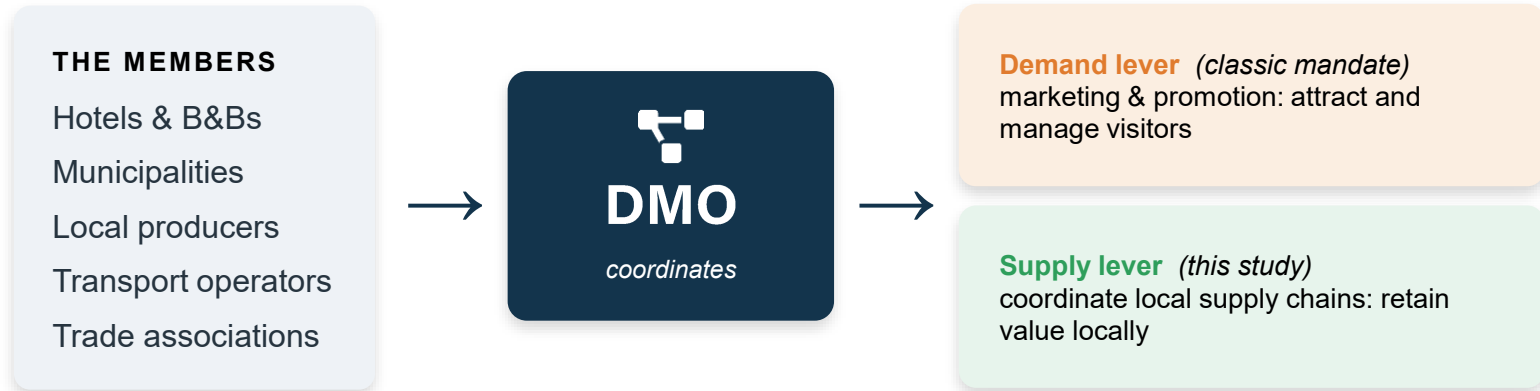 THE MEMBERS
Hotels & B&Bs
Municipalities
Local producers
Transport operators
Trade associations
DMO
coordinates
Demand lever (classic mandate)
marketing & promotion: attract and
manage visitors
Supply lever (this study)
coordinate local supply chains: retain
value locally